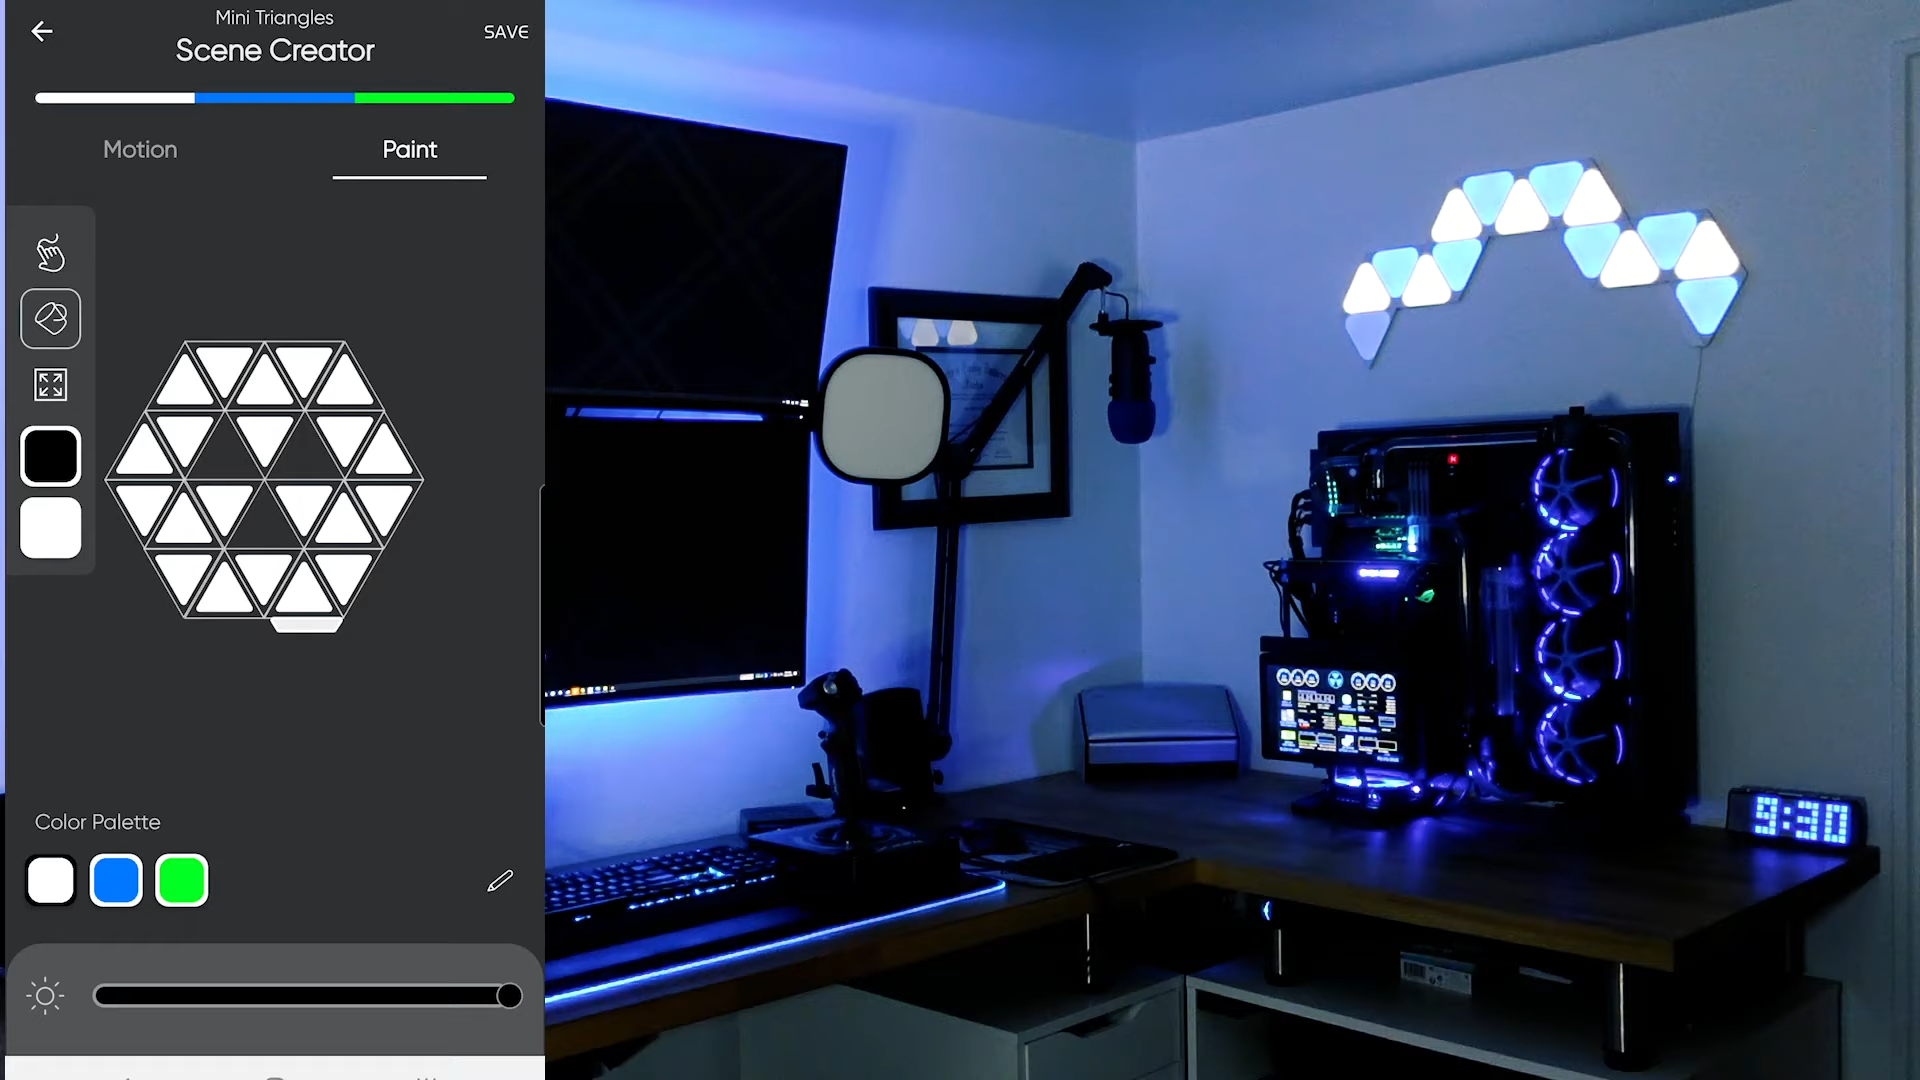 Mini Triangles
Scene Creator
SAVE
Motion
Paint
Color Palette
9:30